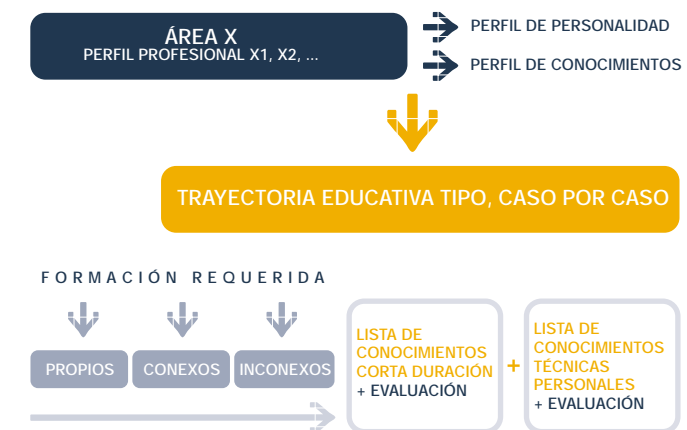 ÁREA X
PERFIL PROFESIONAL X1, X2, ...
PERFIL DE PERSONALIDAD
PERFIL DE CONOCIMIENTOS
TRAYECTORIA EDUCATIVA TIPO, CASO POR CASO
FORMACIÓN REQUERIDA
PROPIOS
CONEXOS
INCONEXOS
LISTA DE
CONOCIMIENTOS
CORTA DURACIÓN
+ EVALUACIÓN
+
LISTA DE
CONOCIMIENTOS
TÉCNICAS
PERSONALES
+ EVALUACIÓN